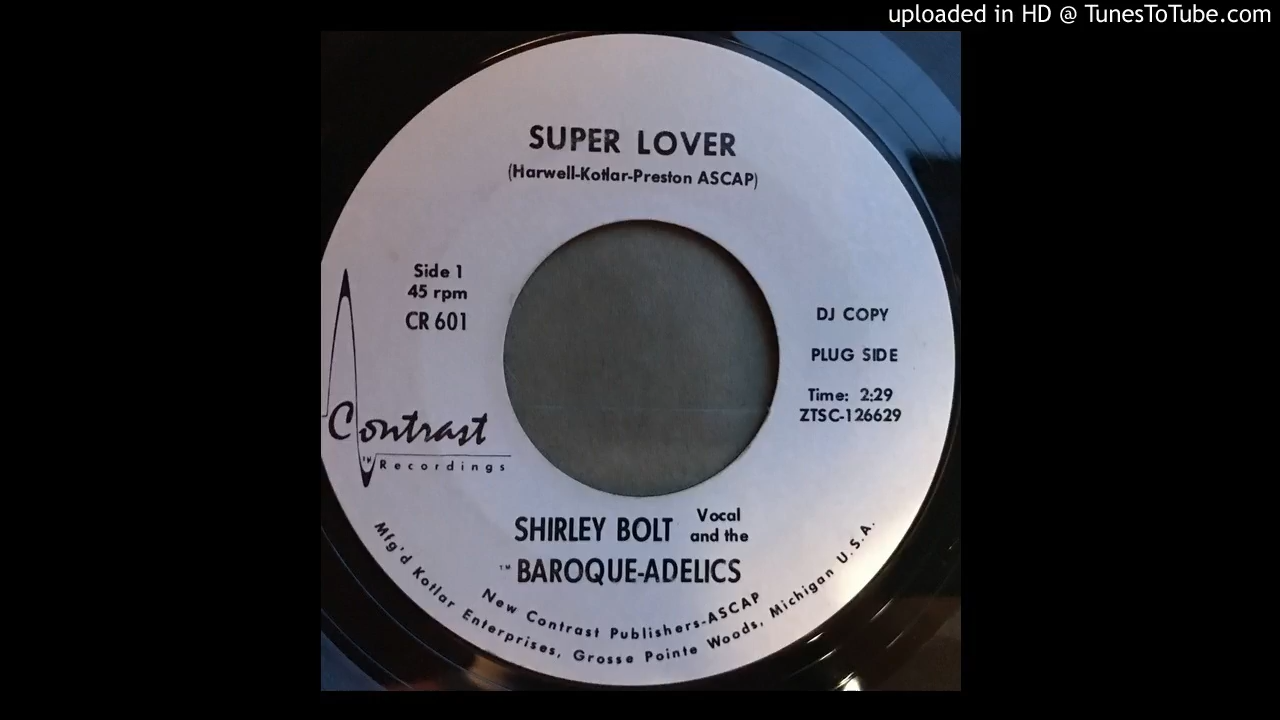 uploaded in HD @ TunesToTube.com
SUPER LOVER
(Harwell-Kotlar-Preston ASCAP)
Side 1
45 rpm
CR 601
DJ COPY
PLUG SIDE
Time: 2:29
ZTSC-126629
Contrast
TM Recordings
SHIRLEY BOLT Vocal and the
TM BAROQUE-ADELICS
New Contrast Publishers-ASCAP
Mfg'd Kotlar Enterprises, Grosse Pointe Woods, Michigan U.S.A.